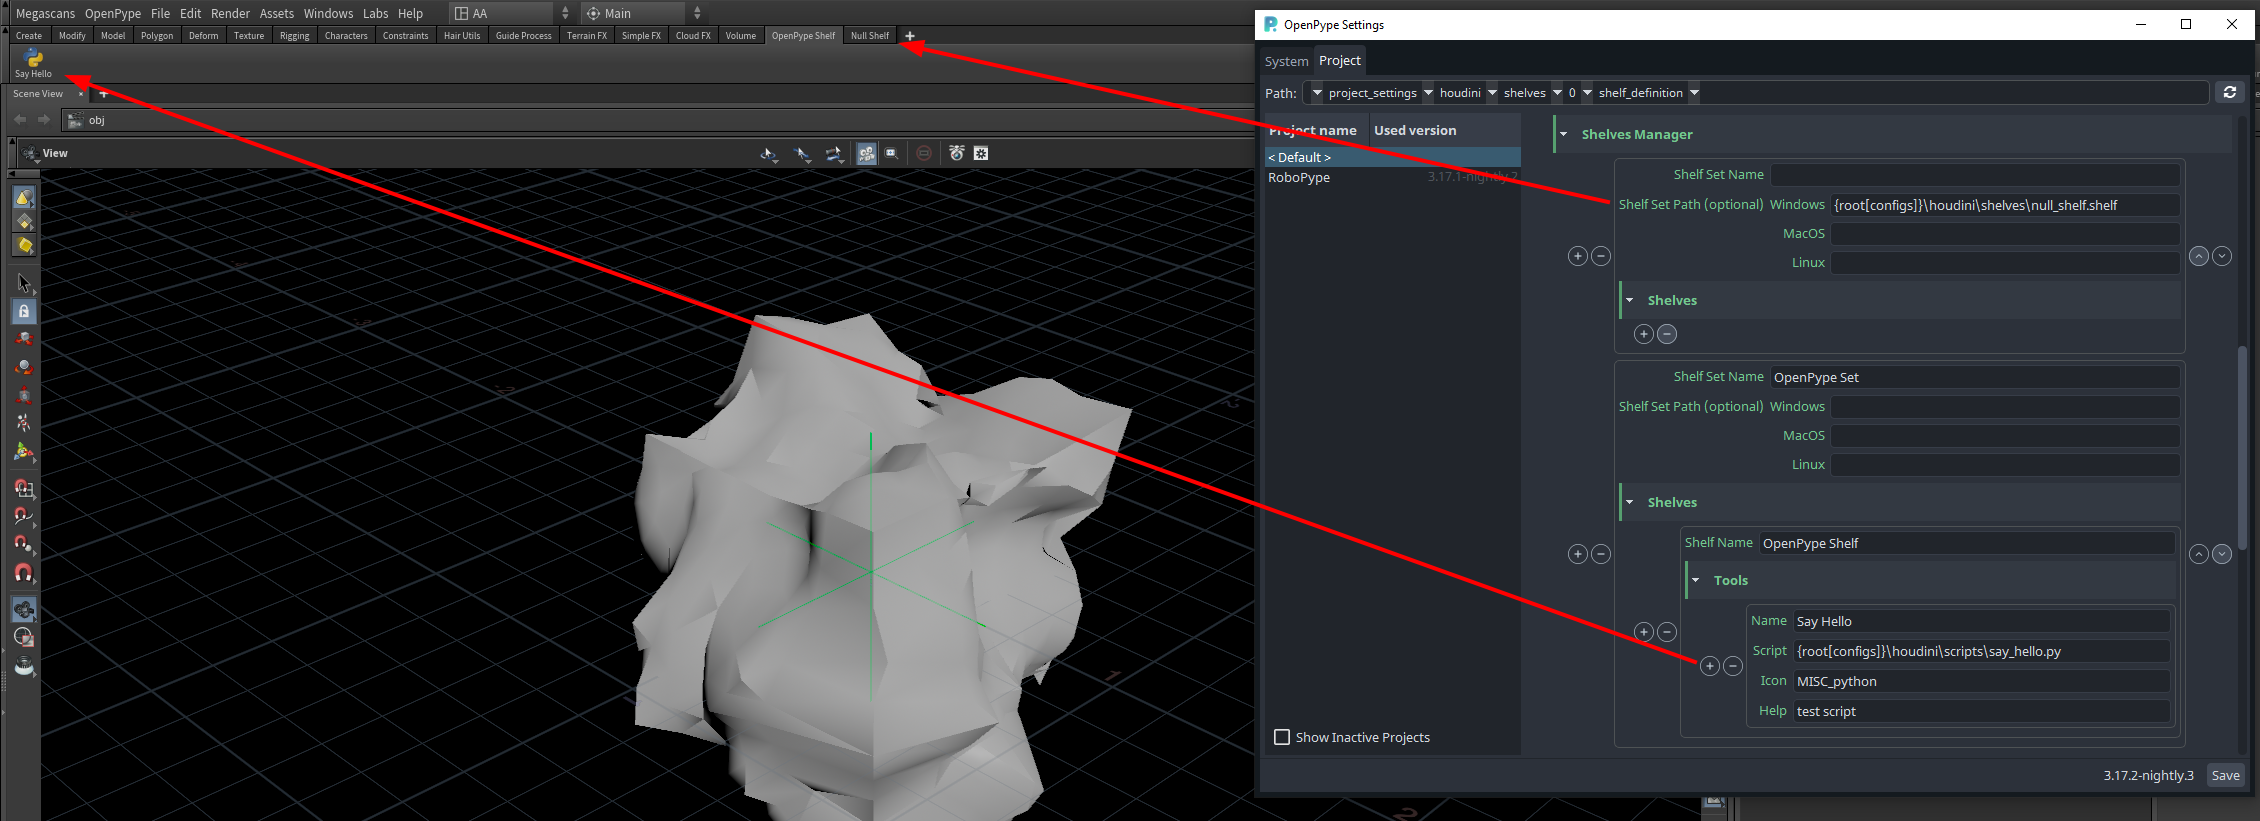 Megascans OpenPype File Edit Render Assets Windows Labs Help AA Main
Create Modify Model Polygon Deform Texture Rigging Characters Constraints Hair Utils Guide Process Terrain FX Simple FX Cloud FX Volume OpenPype Shelf Null Shelf
Say Hello
Scene View
obj
View
OpenPype Settings
System Project
Path: project_settings houdini shelves 0 shelf_definition
Project name Used version
< Default >
RoboPype 3.17.1-nightly.2
Show Inactive Projects
Shelves Manager
Shelf Set Name
Shelf Set Path (optional) Windows {root[configs]}\houdini\shelves\null_shelf.shelf
MacOS
Linux
Shelves
Shelf Set Name OpenPype Set
Shelf Set Path (optional) Windows
MacOS
Linux
Shelves
Shelf Name OpenPype Shelf
Tools
Name Say Hello
Script {root[configs]}\houdini\scripts\say_hello.py
Icon MISC_python
Help test script
3.17.2-nightly.3 Save